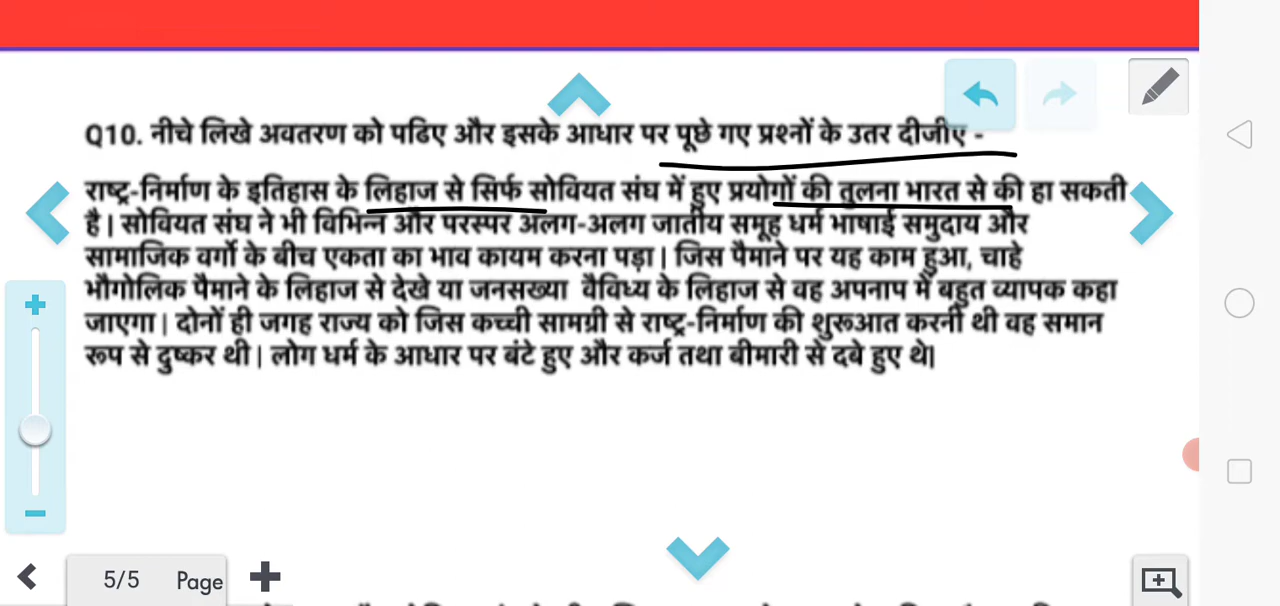 Q10. नीचे लिखे अवतरण को पढिए और इसके आधार पर पूछे गए प्रश्नों के उतर दीजीए -
राष्ट्र-निर्माण के इतिहास के लिहाज से सिर्फ सोवियत संघ में हुए प्रयोगों की तुलना भारत से की हा सकती
है| सोवियत संघ ने भी विभिन्न और परस्पर अलग-अलग जातीय समूह धर्म भाषाई समुदाय और
सामाजिक वर्गो के बीच एकता का भाव कायम करना पड़ा| जिस पैमाने पर यह काम हुआ, चाहे
भौगोलिक पैमाने के लिहाज से देखे या जनसख्या वैविध्य के लिहाज से वह अपनाप में बहुत व्यापक कहा
जाएगा| दोनों ही जगह राज्य को जिस कच्ची सामग्री से राष्ट्र-निर्माण की शुरूआत करनी थी वह समान
रूप से दुष्कर थी| लोग धर्म के आधार पर बंटे हुए और कर्ज तथा बीमारी से दबे हुए थे|
5/5 Page